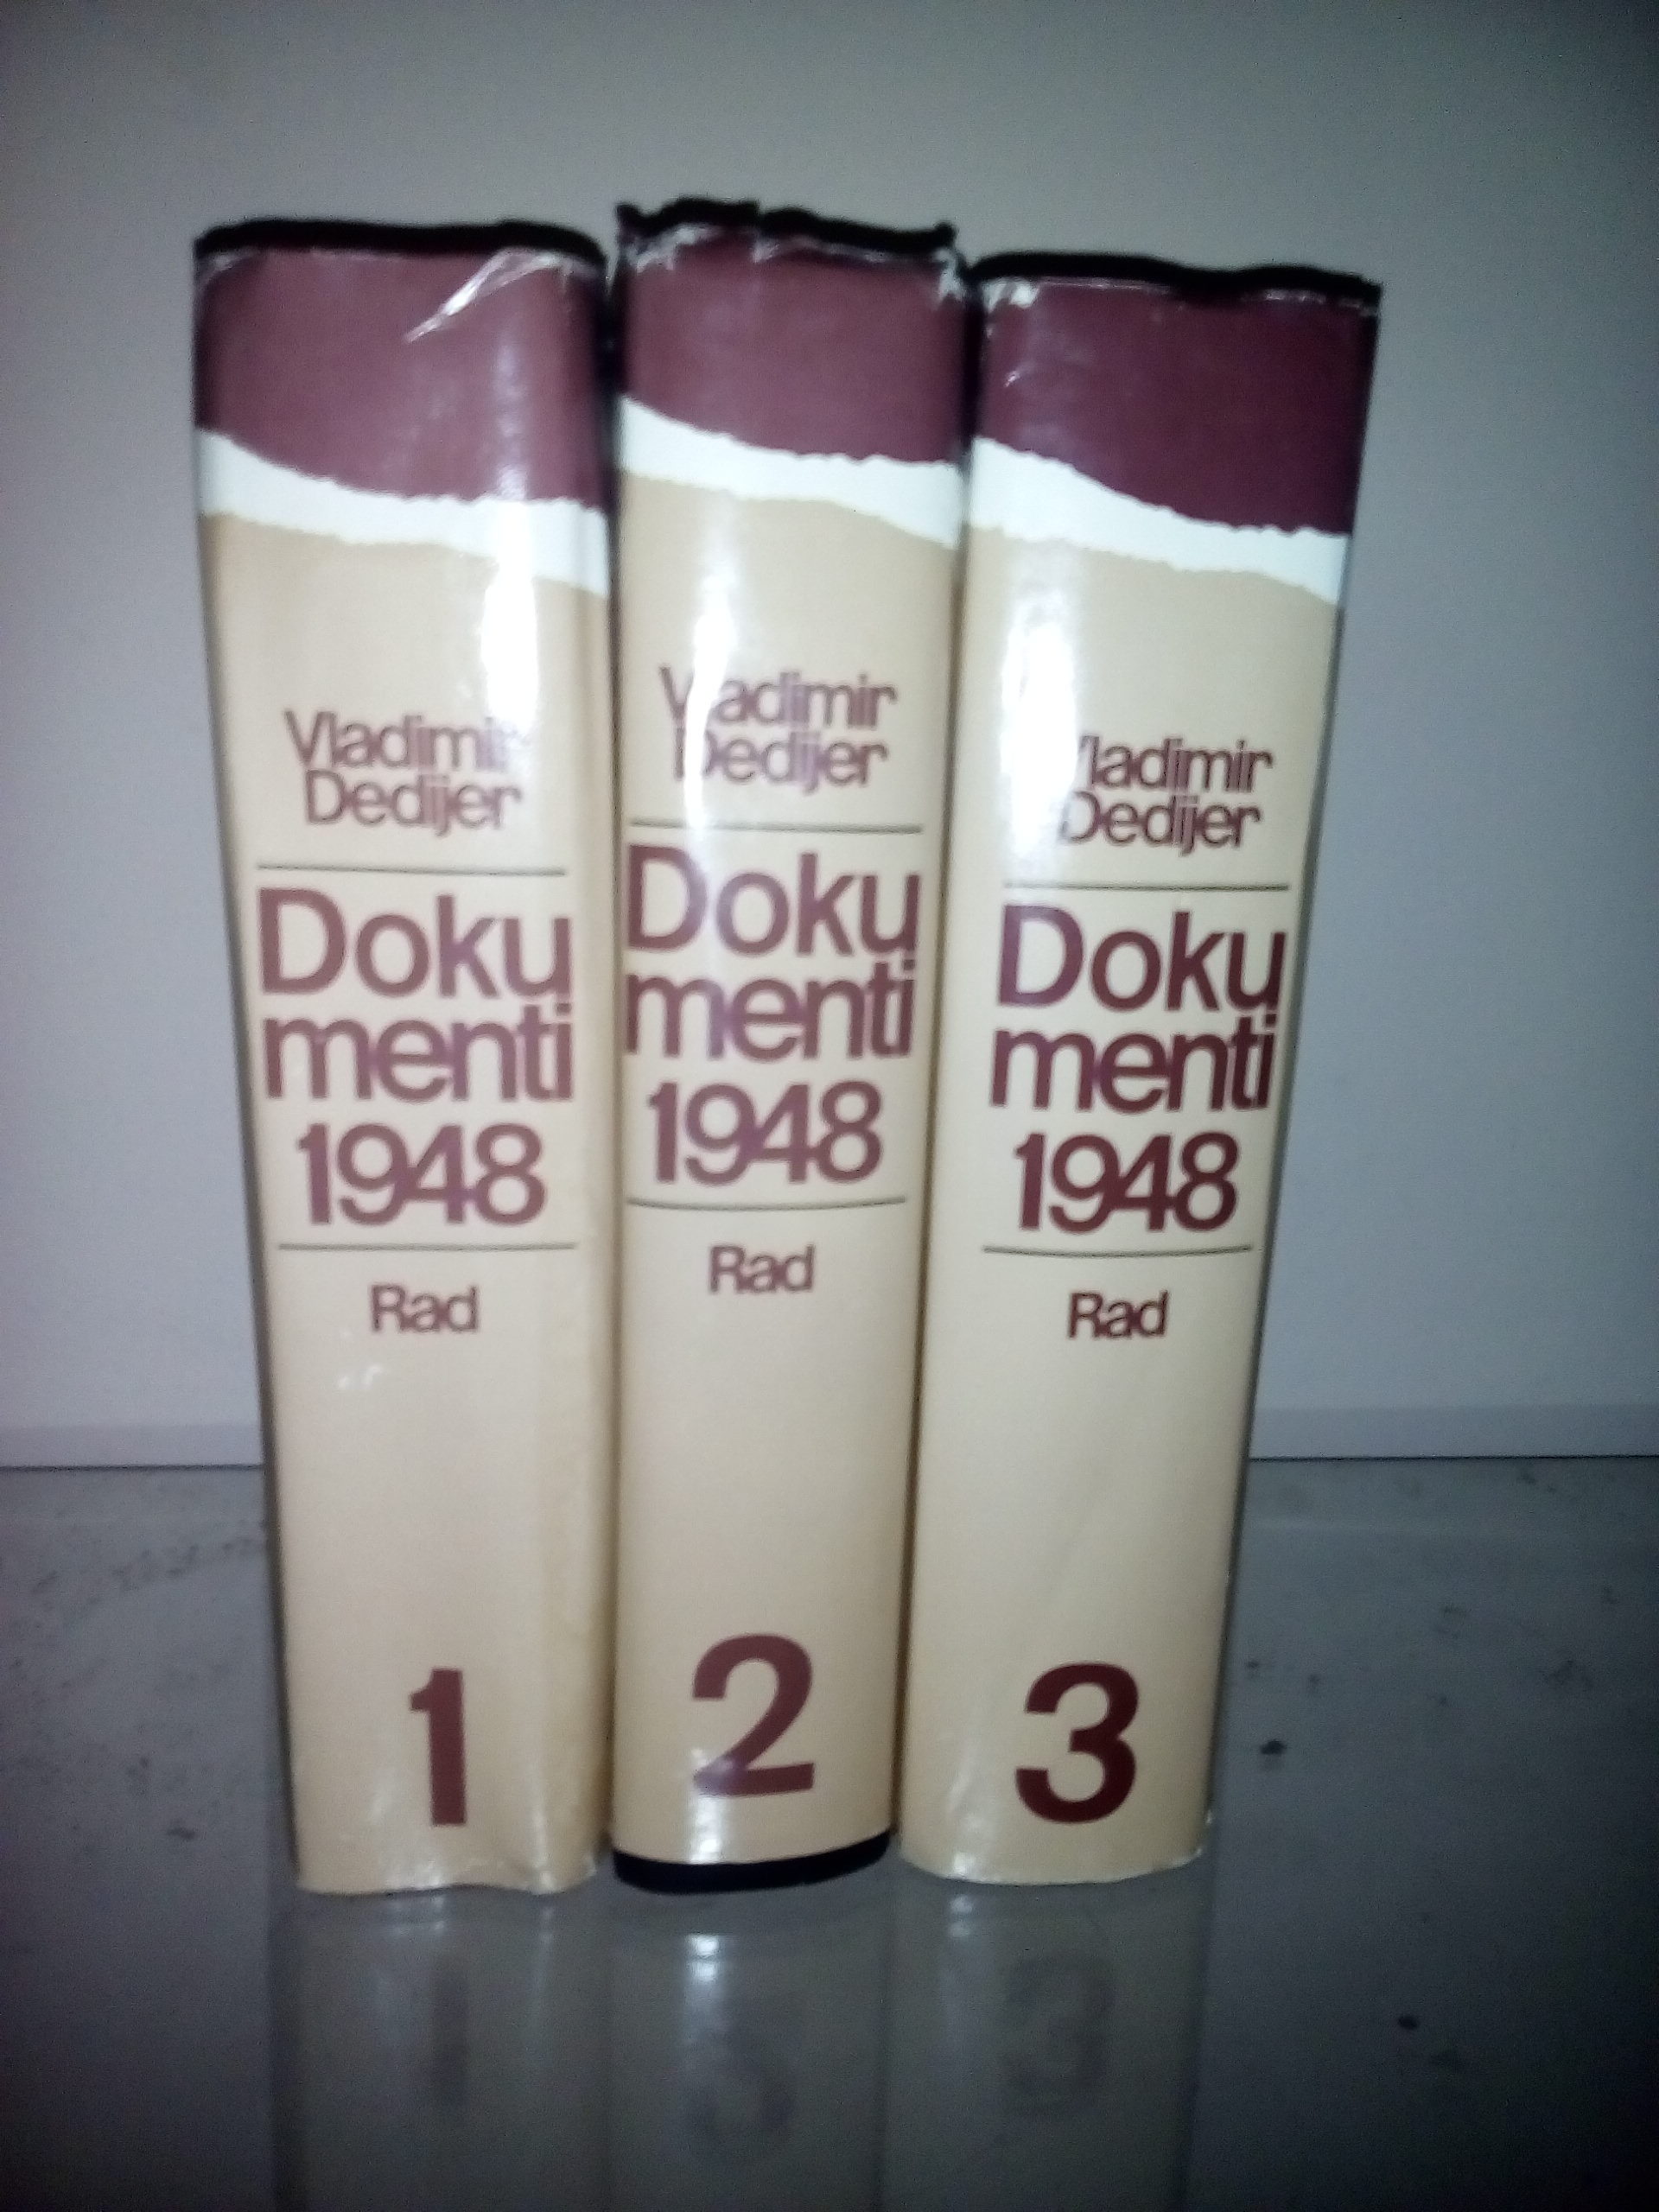 Vladimir
Dedijer
Doku
menti
1948
Rad
1
Vladimir
Dedijer
Doku
menti
1948
Rad
2
Vladimir
Dedijer
Doku
menti
1948
Rad
3